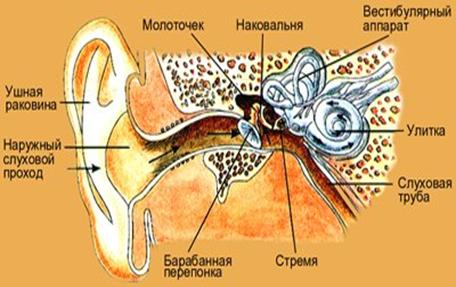 Молоточек
Наковальня
Вестибулярный
аппарат
Ушная
раковина
Наружный
слуховой
проход
Улитка
Слуховая
труба
Барабанная
перепонка
Стремя